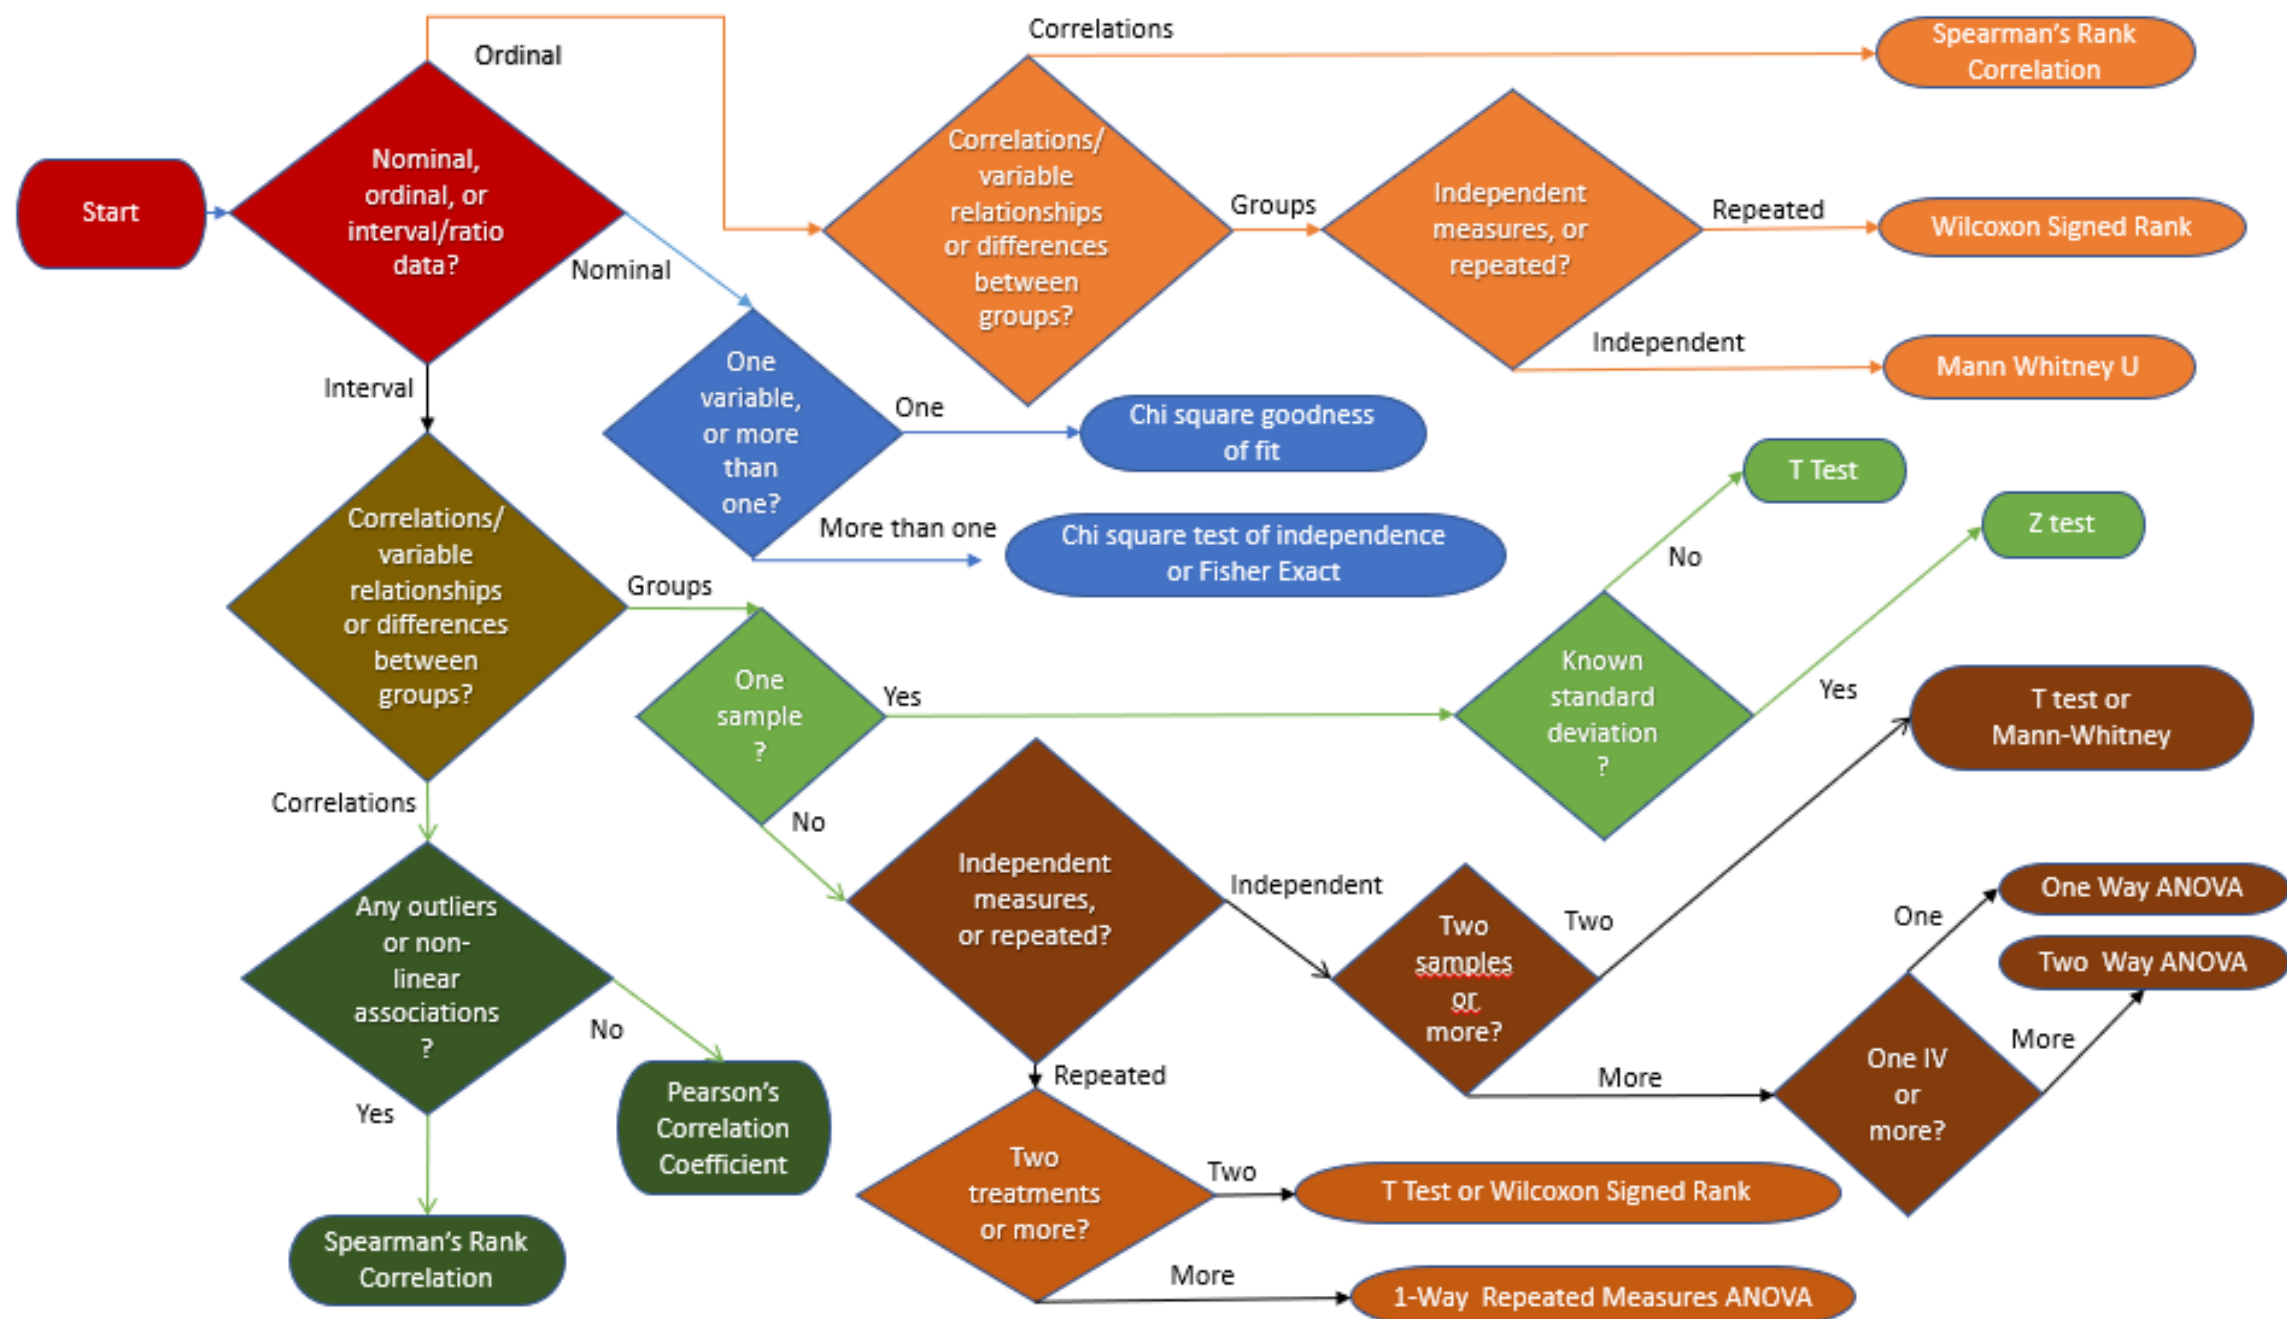 Correlations
Spearman's Rank
Correlation
Ordinal
Nominal,
ordinal, or
interval/ratio
data?
Start
Correlations/
variable
relationships
or differences
between
groups?
Groups
Independent
measures, or
repeated?
Repeated
Wilcoxon Signed Rank
Independent
Mann Whitney U
Nominal
Interval
One
variable,
or more
than
one?
One
Chi square goodness
of fit
More than one
Chi square test of independence
or Fisher Exact
T Test
Z test
No
Yes
Correlations/
variable
relationships
or differences
between
groups?
Groups
One
sample
?
Yes
Known
standard
deviation
?
T test or
Mann-Whitney
No
Correlations
Independent
measures,
or repeated?
Independent
Two
samples
or
more?
Two
One Way ANOVA
One
Two  Way ANOVA
More
More
One IV
or
more?
Any outliers
or non-
linear
associations
?
No
Yes
Pearson's
Correlation
Coefficient
Spearman's Rank
Correlation
Repeated
Two
treatments
or more?
Two
T Test or Wilcoxon Signed Rank
More
1-Way  Repeated Measures ANOVA